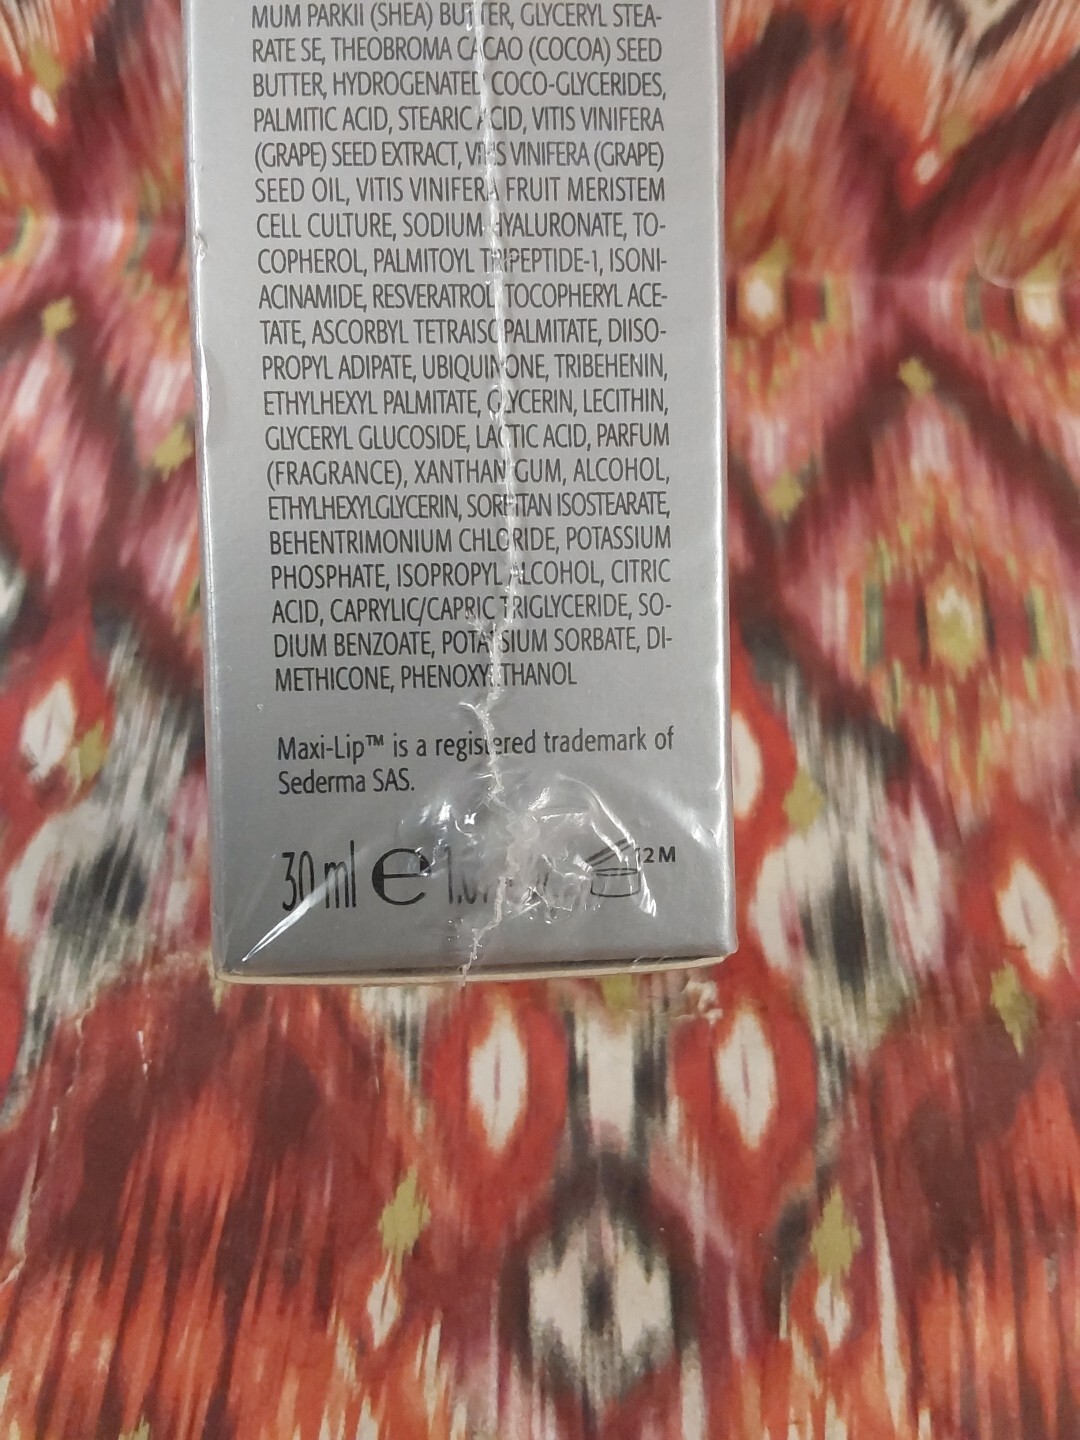 MUM PARKII (SHEA) BUTTER, GLYCERYL STEA-
RATE SE, THEOBROMA CACAO (COCOA) SEED
BUTTER, HYDROGENATED COCO-GLYCERIDES,
PALMITIC ACID, STEARIC ACID, VITIS VINIFERA
(GRAPE) SEED EXTRACT, VITIS VINIFERA (GRAPE)
SEED OIL, VITIS VINIFERA FRUIT MERISTEM
CELL CULTURE, SODIUM HYALURONATE, TO-
COPHEROL, PALMITOYL TRIPEPTIDE-1, ISONI-
ACINAMIDE, RESVERATROL, TOCOPHERYL ACE-
TATE, ASCORBYL TETRAISOPALMITATE, DIISO-
PROPYL ADIPATE, UBIQUINONE, TRIBEHENIN,
ETHYLHEXYL PALMITATE, GLYCERIN, LECITHIN,
GLYCERYL GLUCOSIDE, LACTIC ACID, PARFUM
(FRAGRANCE), XANTHAN GUM, ALCOHOL,
ETHYLHEXYLGLYCERIN, SORBITAN ISOSTEARATE,
BEHENTRIMONIUM CHLORIDE, POTASSIUM
PHOSPHATE, ISOPROPYL ALCOHOL, CITRIC
ACID, CAPRYLIC/CAPRIC TRIGLYCERIDE, SO-
DIUM BENZOATE, POTASSIUM SORBATE, DI-
METHICONE, PHENOXYETHANOL
Maxi-Lip™ is a registered trademark of
Sederma SAS.
30 ml e 12M